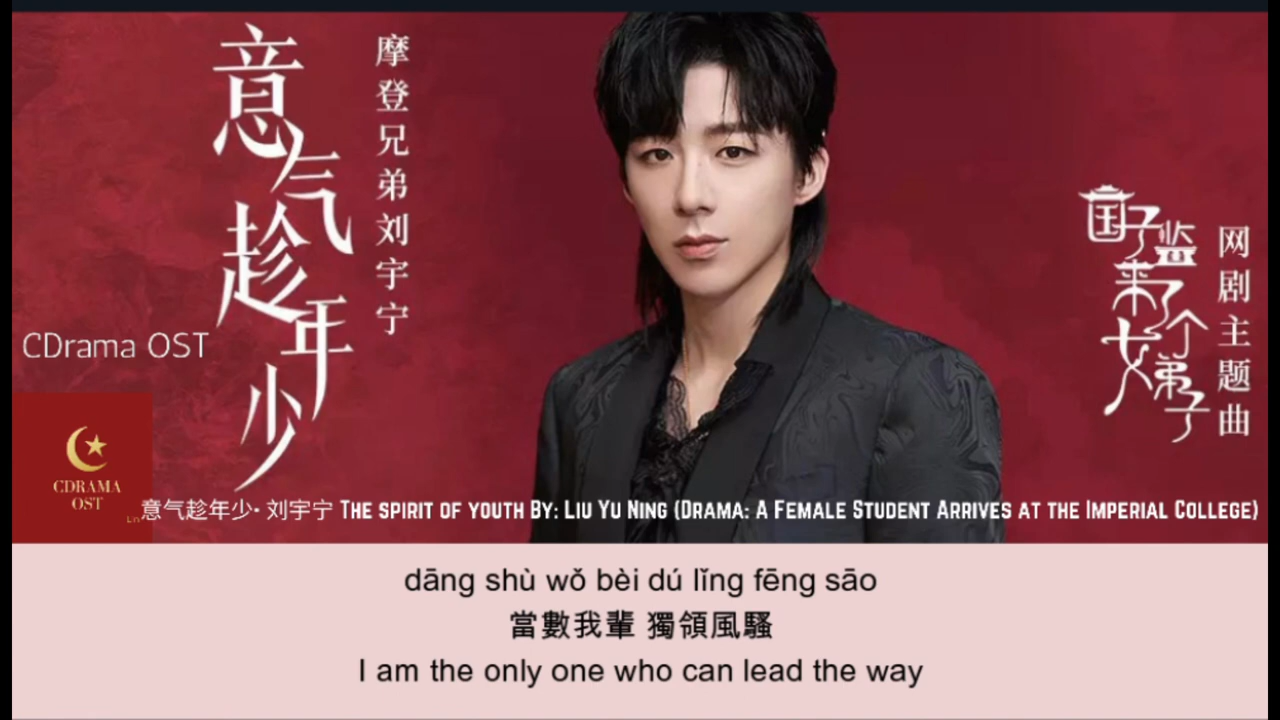 意气趁年少
摩登兄弟刘宇宁
国子监来了个女弟子
网剧主题曲
CDrama OST
CDRAMA
OST
意气趁年少• 刘宇宁 THE SPIRIT OF YOUTH BY: LIU YU NING (DRAMA: A FEMALE STUDENT ARRIVES AT THE IMPERIAL COLLEGE)
dāng shù wǒ bèi dú lǐng fēng sāo
當數我輩 獨領風騷
I am the only one who can lead the way